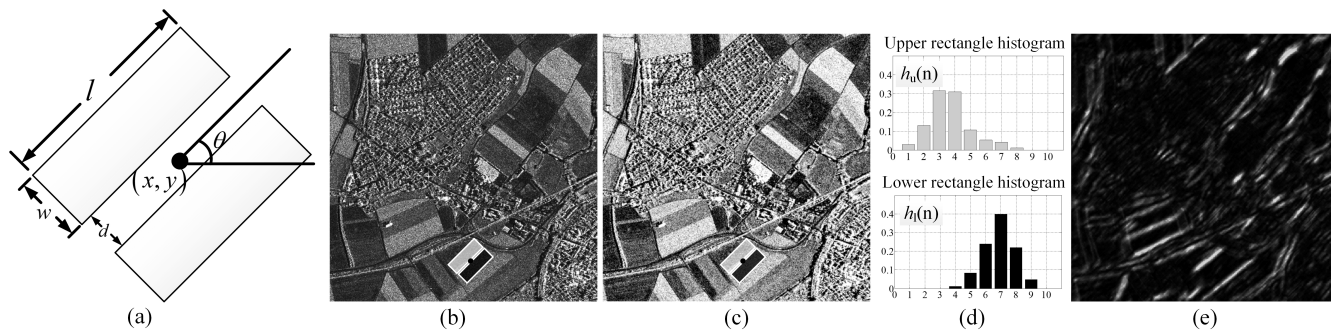 l
w
d
θ
(x, y)
Upper rectangle histogram
hu(n)
0.4
0.3
0.2
0.1
0
0 1 2 3 4 5 6 7 8 9 10
Lower rectangle histogram
hl(n)
0.4
0.3
0.2
0.1
0
0 1 2 3 4 5 6 7 8 9 10
(a) (b) (c) (d) (e)